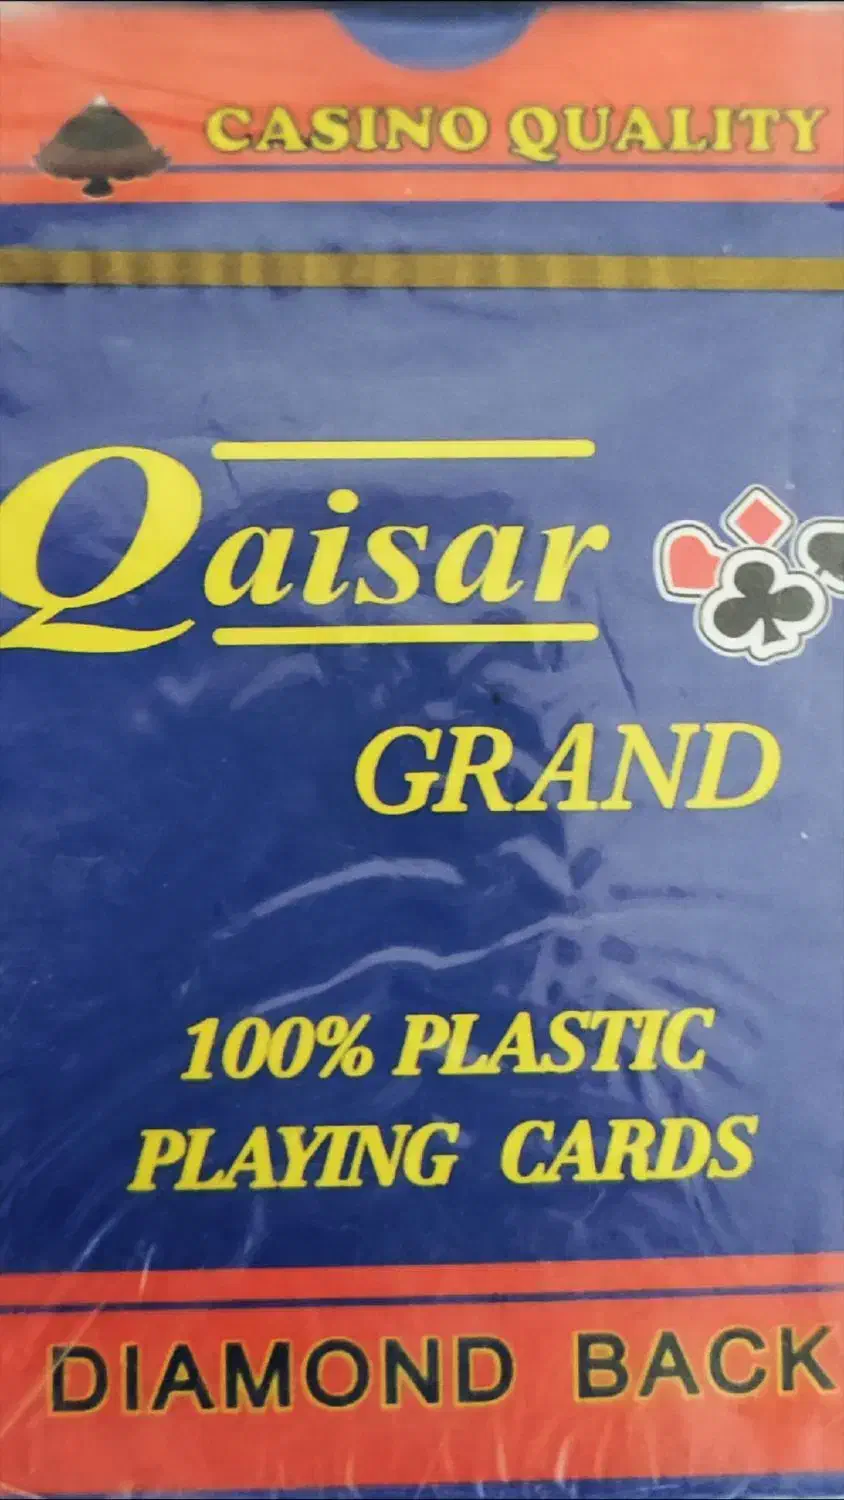 CASINO QUALITY
Qaisar
GRAND
100% PLASTIC
PLAYING CARDS
DIAMOND BACK